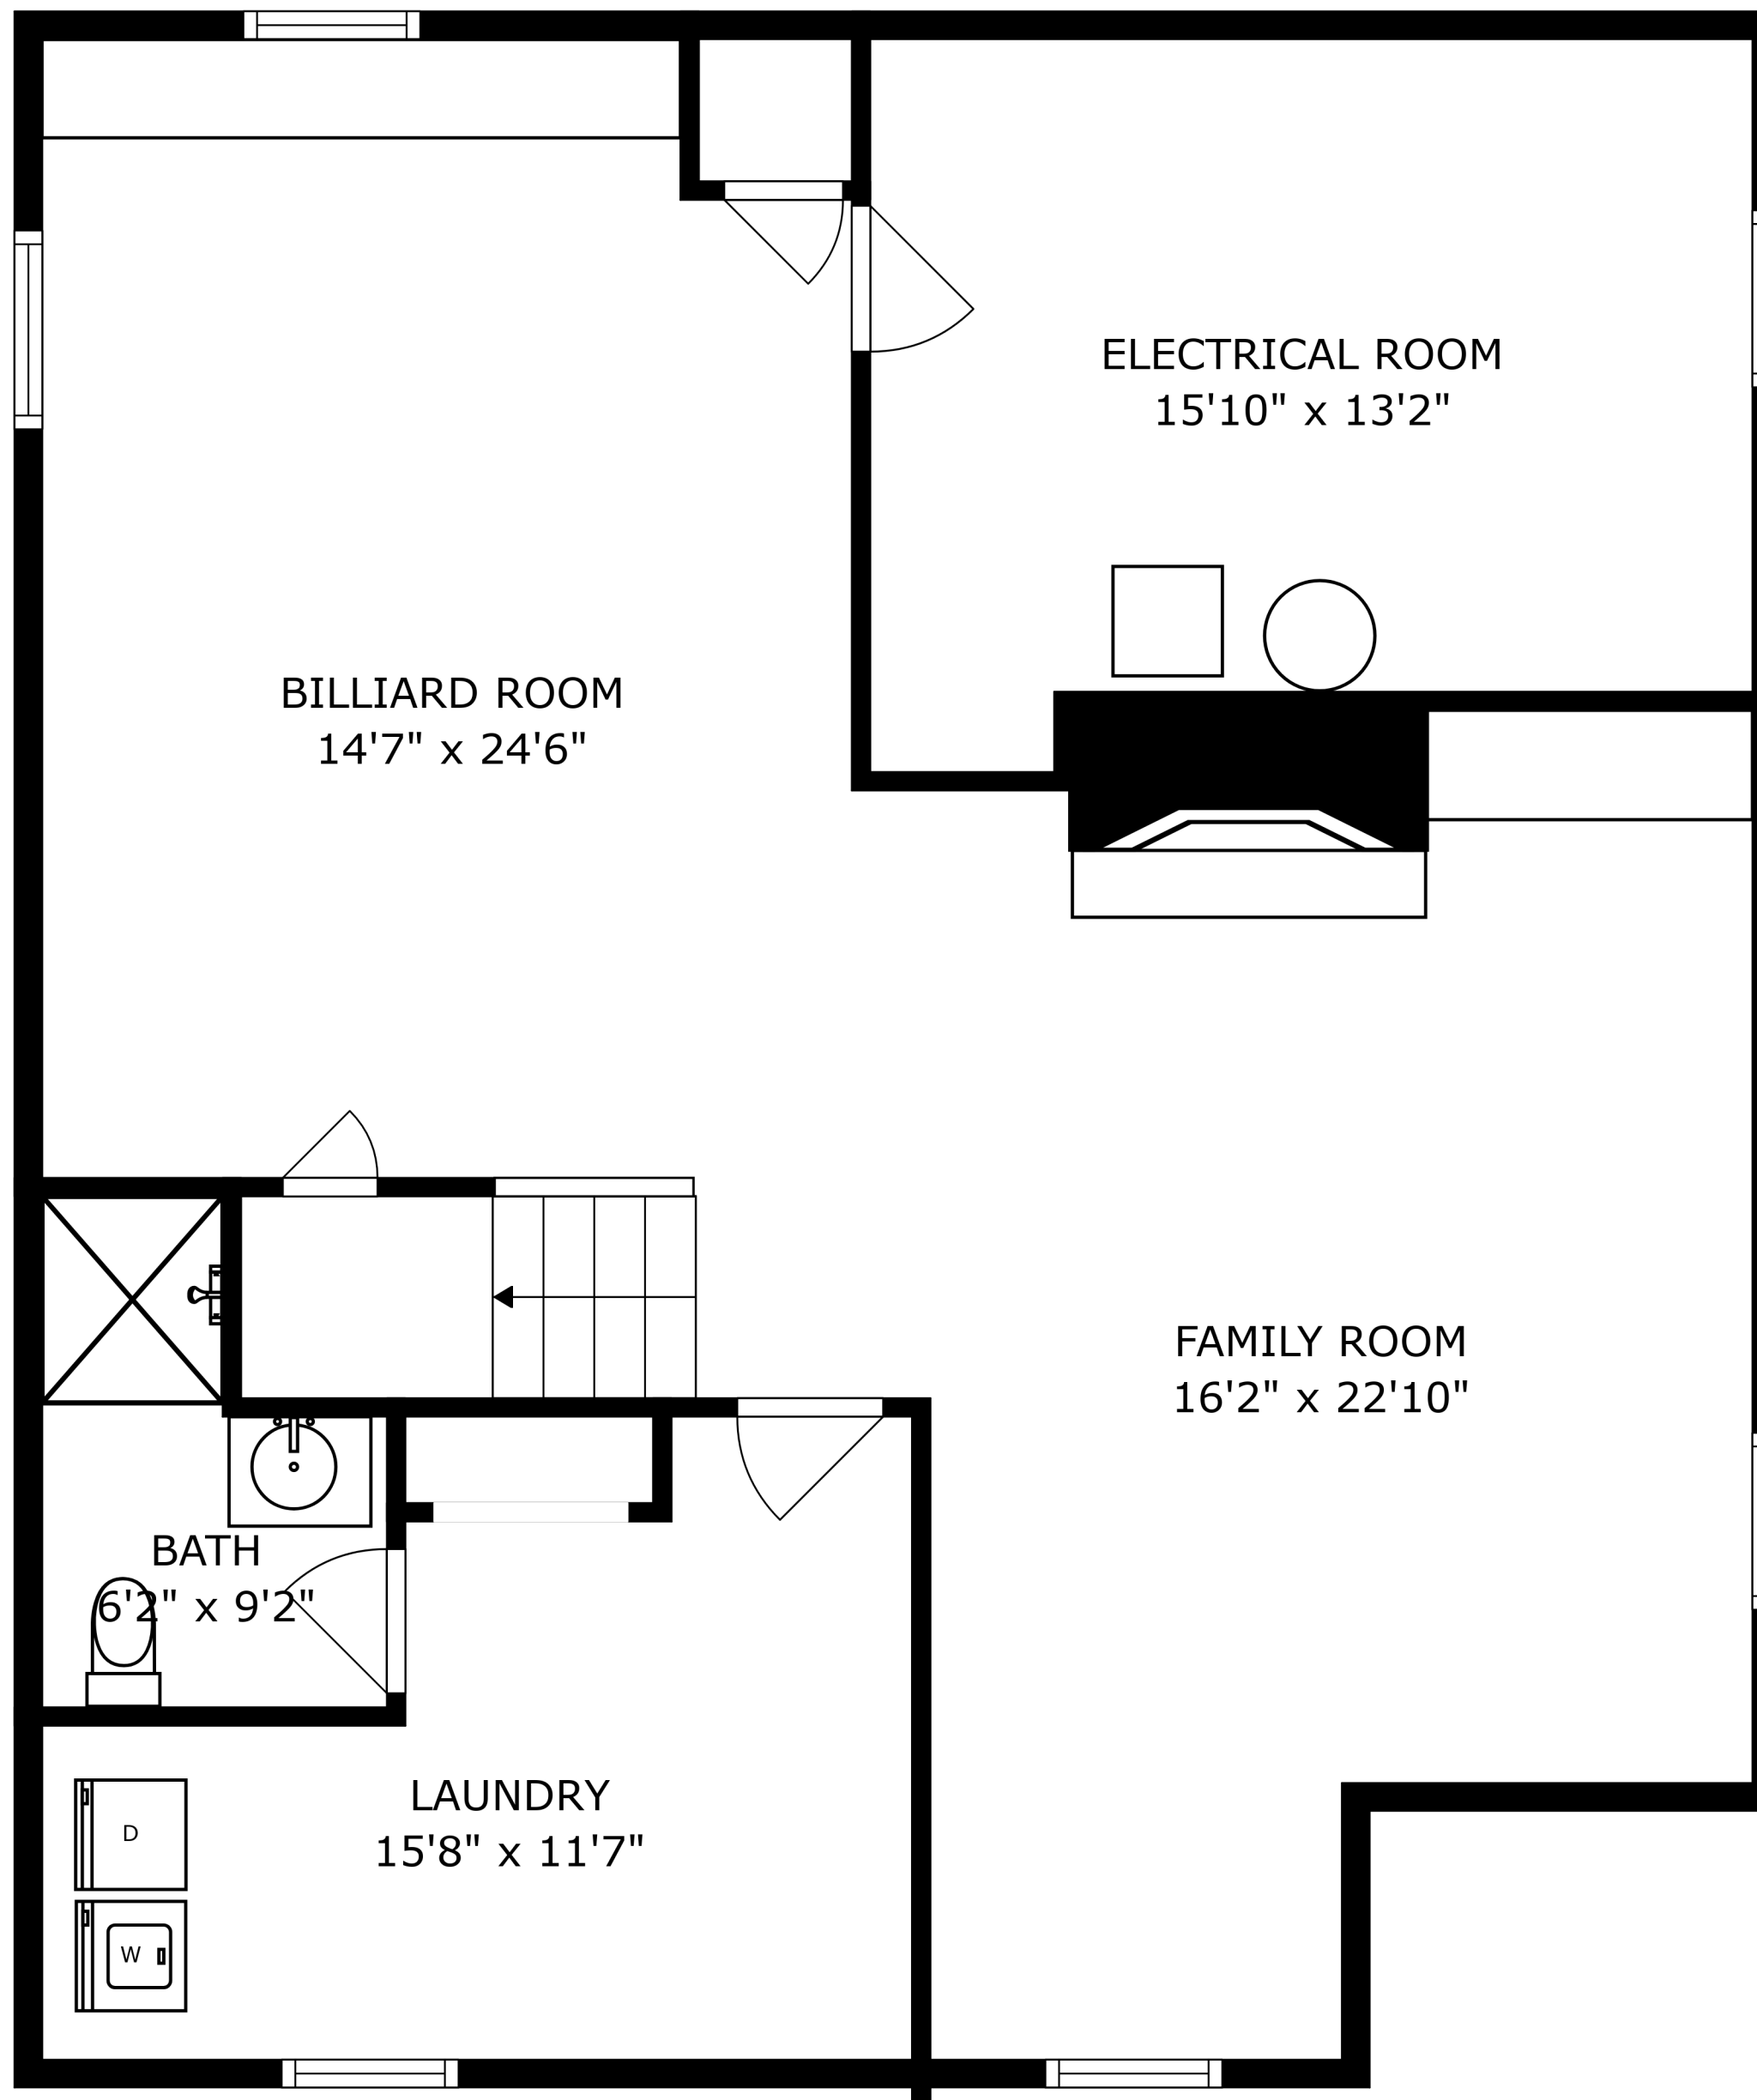 ELECTRICAL ROOM
15'10" x 13'2"
BILLIARD ROOM
14'7" x 24'6"
FAMILY ROOM
16'2" x 22'10"
BATH
6'2" x 9'2"
LAUNDRY
15'8" x 11'7"
D
W